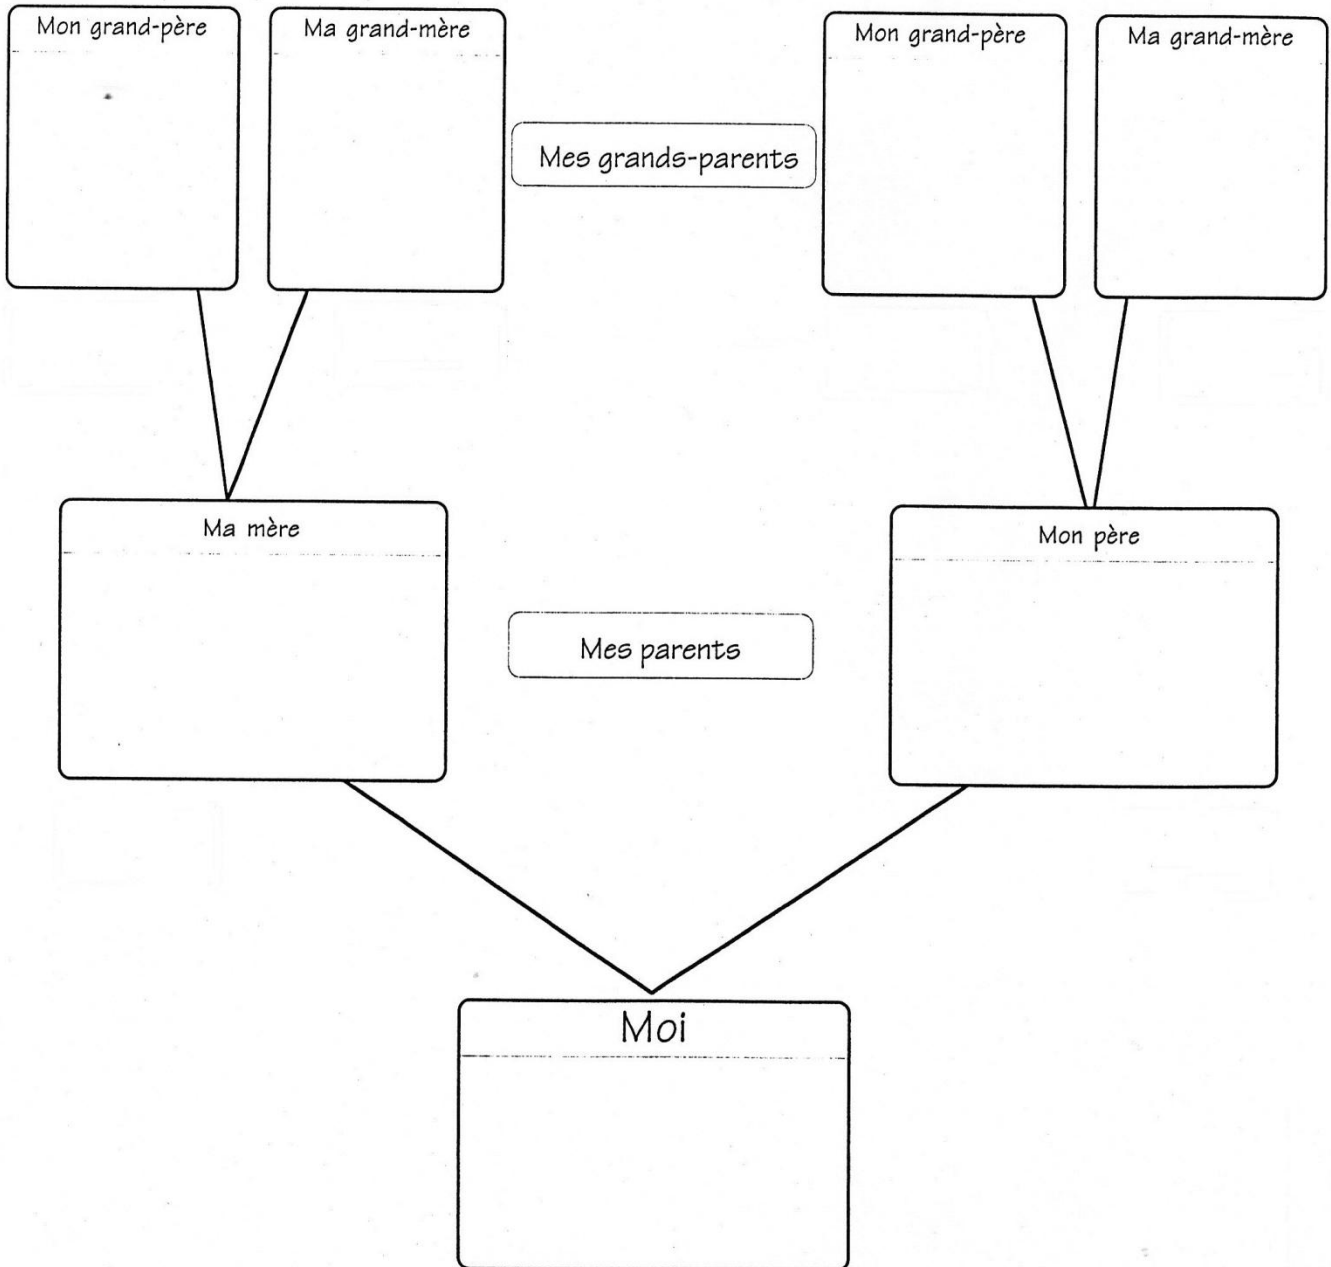 Mon grand-père
Ma grand-mère
Mon grand-père
Ma grand-mère
Mes grands-parents
Ma mère
Mon père
Mes parents
Moi